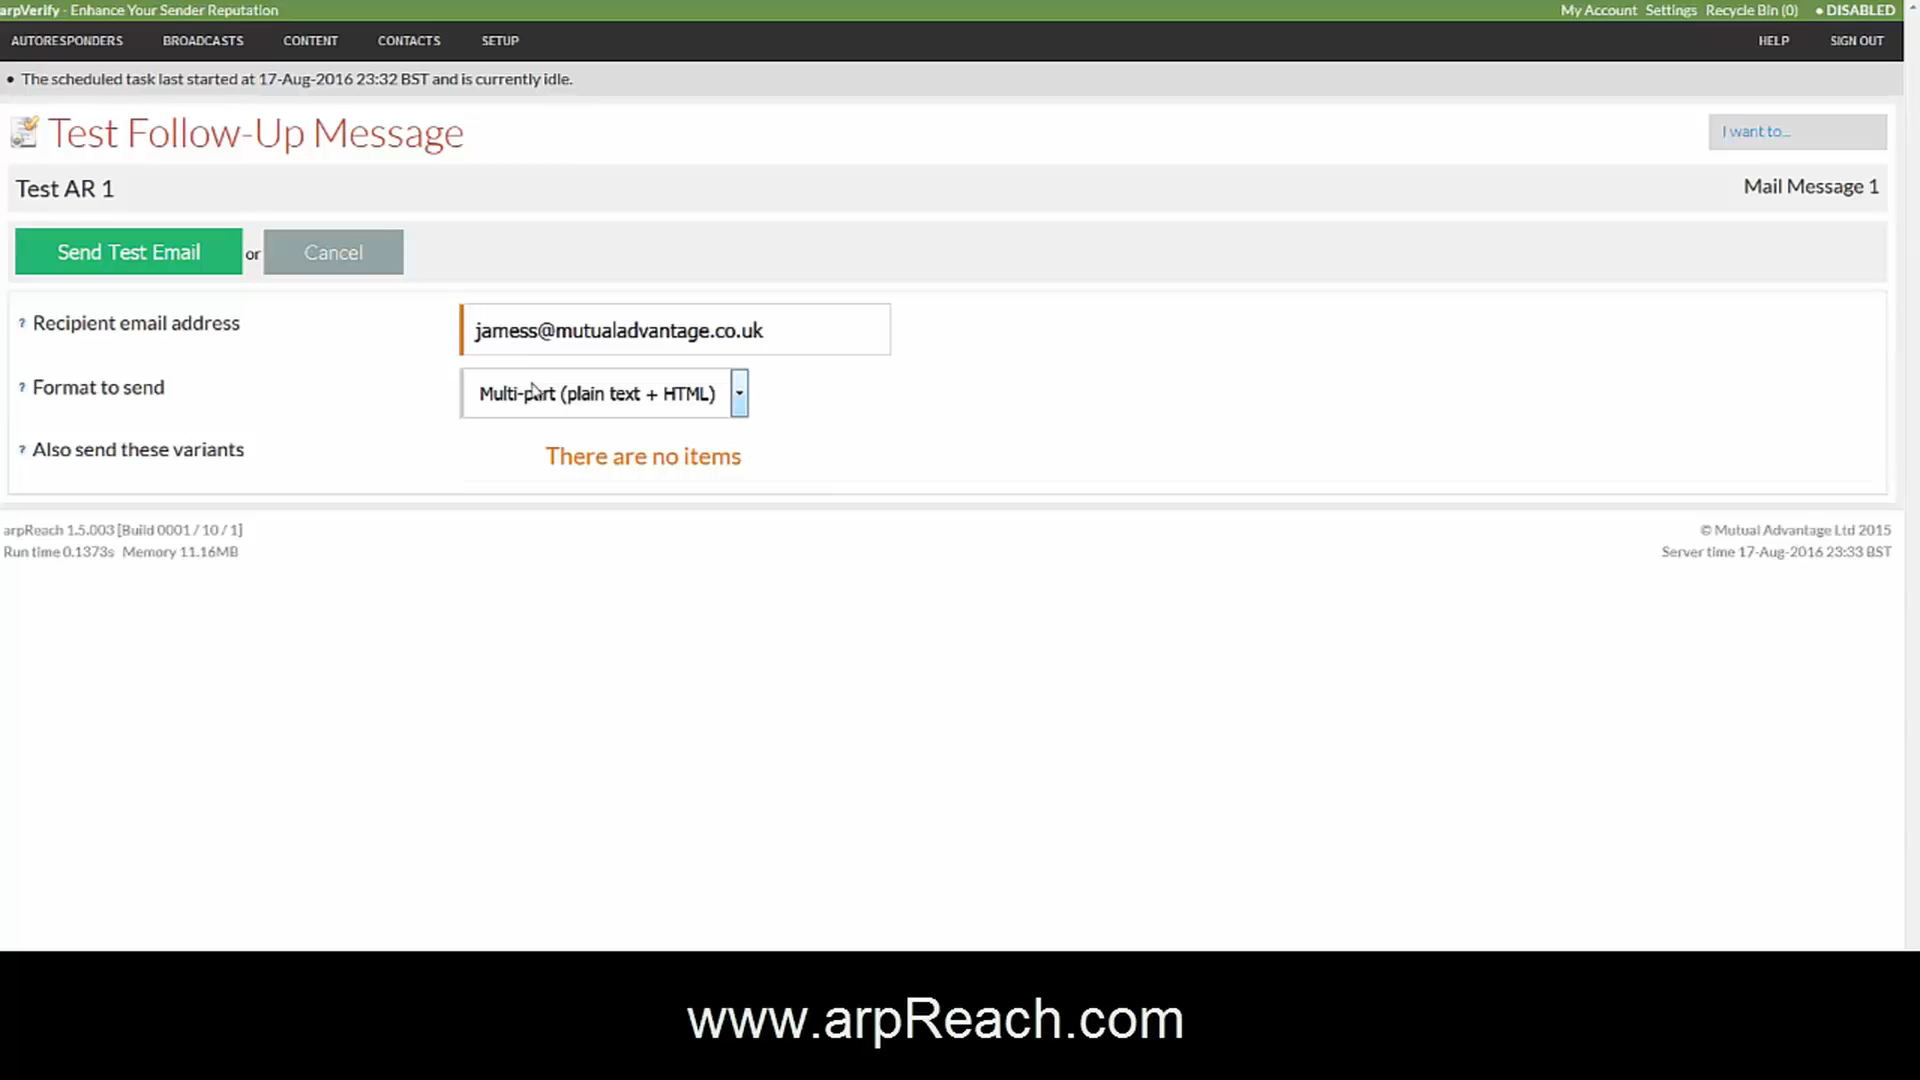 arpVerify - Enhance Your Sender Reputation
My Account Settings Recycle Bin (0) • DISABLED
AUTORESPONDERS BROADCASTS CONTENT CONTACTS SETUP HELP SIGN OUT
• The scheduled task last started at 17-Aug-2016 23:32 BST and is currently idle.
Test Follow-Up Message
I want to...
Test AR 1
Mail Message 1
Send Test Email or Cancel
? Recipient email address
jamess@mutualadvantage.co.uk
? Format to send
Multi-part (plain text + HTML)
? Also send these variants
There are no items
arpReach 1.5.003 [Build 0001 / 10 / 1]
© Mutual Advantage Ltd 2015
Run time 0.1373s Memory 11.16MB
Server time 17-Aug-2016 23:33 BST
www.arpReach.com